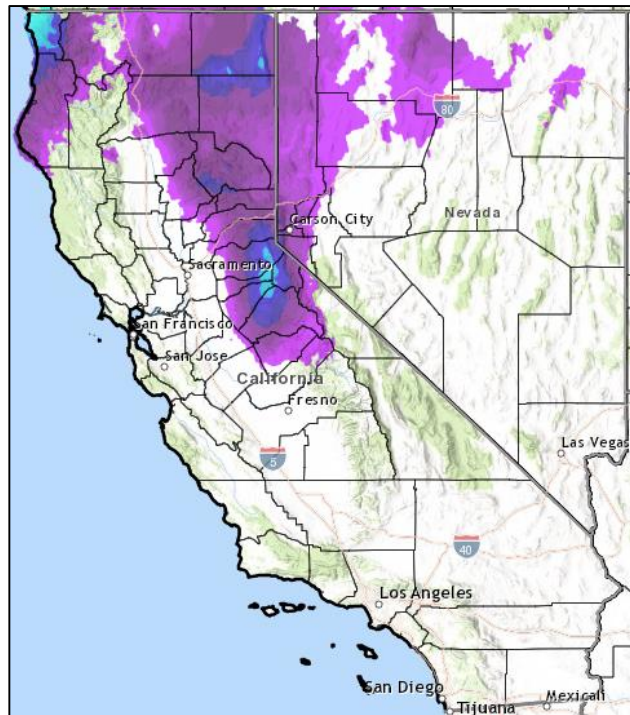 80
Carson City
Nevada
Sacramento
San Francisco
San Jose
California
Fresno
5
Las Vegas
40
Los Angeles
San Diego
Tijuana
Mexicali